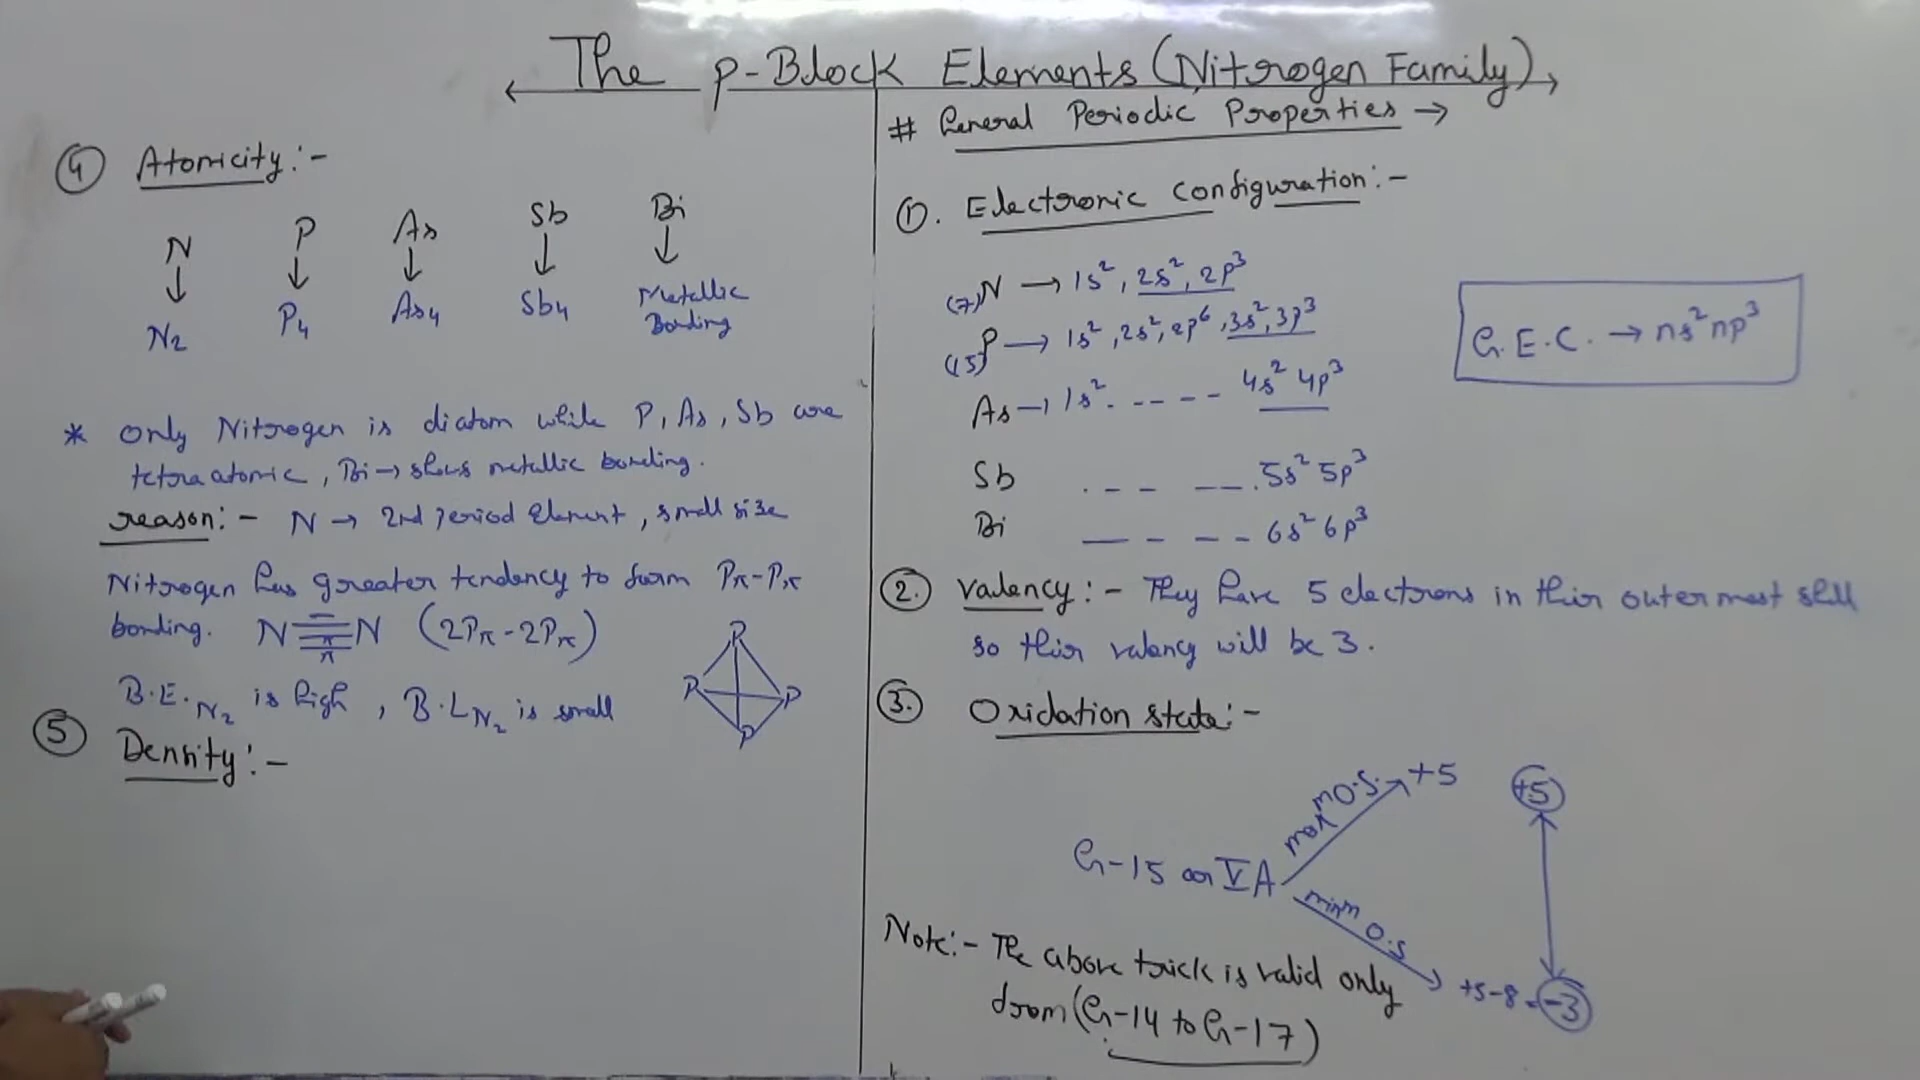 The p-Block Elements (Nitrogen Family)
④ Atomicity:-
N P As Sb Bi
↓ ↓ ↓ ↓ ↓
N₂ P₄ As₄ Sb₄ Metallic
Bonding
* Only Nitrogen is diatom while P, As, Sb are
tetraatomic, Bi → shows metallic bonding.
reason:- N → 2nd Period Element, small size
Nitrogen has greater tendency to form Pπ-Pπ
bonding. N≡N (2Pπ-2Pπ)
π
π
P
P P
P
B.E.N₂ is high, B.L N₂ is small
⑤ Density:-
# General Periodic Properties →
①. Electronic configuration:-
(7)N → 1s², 2s², 2p³
(15)P → 1s², 2s², 2p⁶, 3s², 3p³
As → 1s². - - - - 4s² 4p³
Sb . - - - - . 5s² 5p³
Bi - - - - 6s² 6p³
G.E.C. → ns² np³
②. Valency:- They have 5 electrons in thir outermost shell
so thir valency will be 3.
③. Oxidation state:-
G-15 or VA
maxm O.S. → +5
minm O.S → +5-8 = -3
+5
Note:- The above trick is valid only
from (G-14 to G-17)